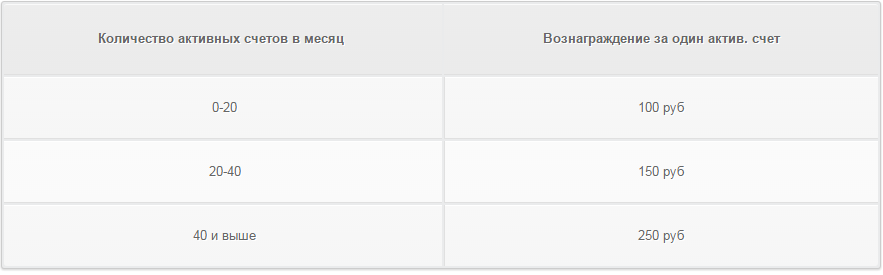 Количество активных счетов в месяц
Вознаграждение за один актив. счет
0-20
100 руб
20-40
150 руб
40 и выше
250 руб